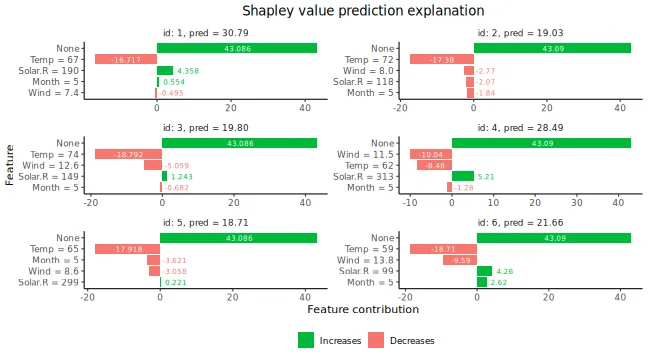 Shapley value prediction explanation
Feature
id: 1, pred = 30.79
None 43.086
Temp = 67 -16.717
Solar.R = 190 4.358
Month = 5 0.554
Wind = 7.4 -0.495
0 20 40
id: 2, pred = 19.03
None 43.09
Temp = 72 -17.38
Wind = 8.0 -2.77
Solar.R = 118 -2.07
Month = 5 -1.84
-20 0 20 40
id: 3, pred = 19.80
None 43.086
Temp = 74 -18.792
Wind = 12.6 -5.059
Solar.R = 149 1.243
Month = 5 -0.682
-20 0 20 40
id: 4, pred = 28.49
None 43.09
Wind = 11.5 -10.04
Temp = 62 -8.48
Solar.R = 313 5.21
Month = 5 -1.28
-10 0 10 20 30 40
id: 5, pred = 18.71
None 43.086
Temp = 65 -17.918
Month = 5 -3.621
Wind = 8.6 -3.058
Solar.R = 299 0.221
-20 0 20 40
id: 6, pred = 21.66
None 43.09
Temp = 59 -18.71
Wind = 13.8 -9.59
Solar.R = 99 4.26
Month = 5 2.62
-20 0 20 40
Feature contribution
Increases Decreases